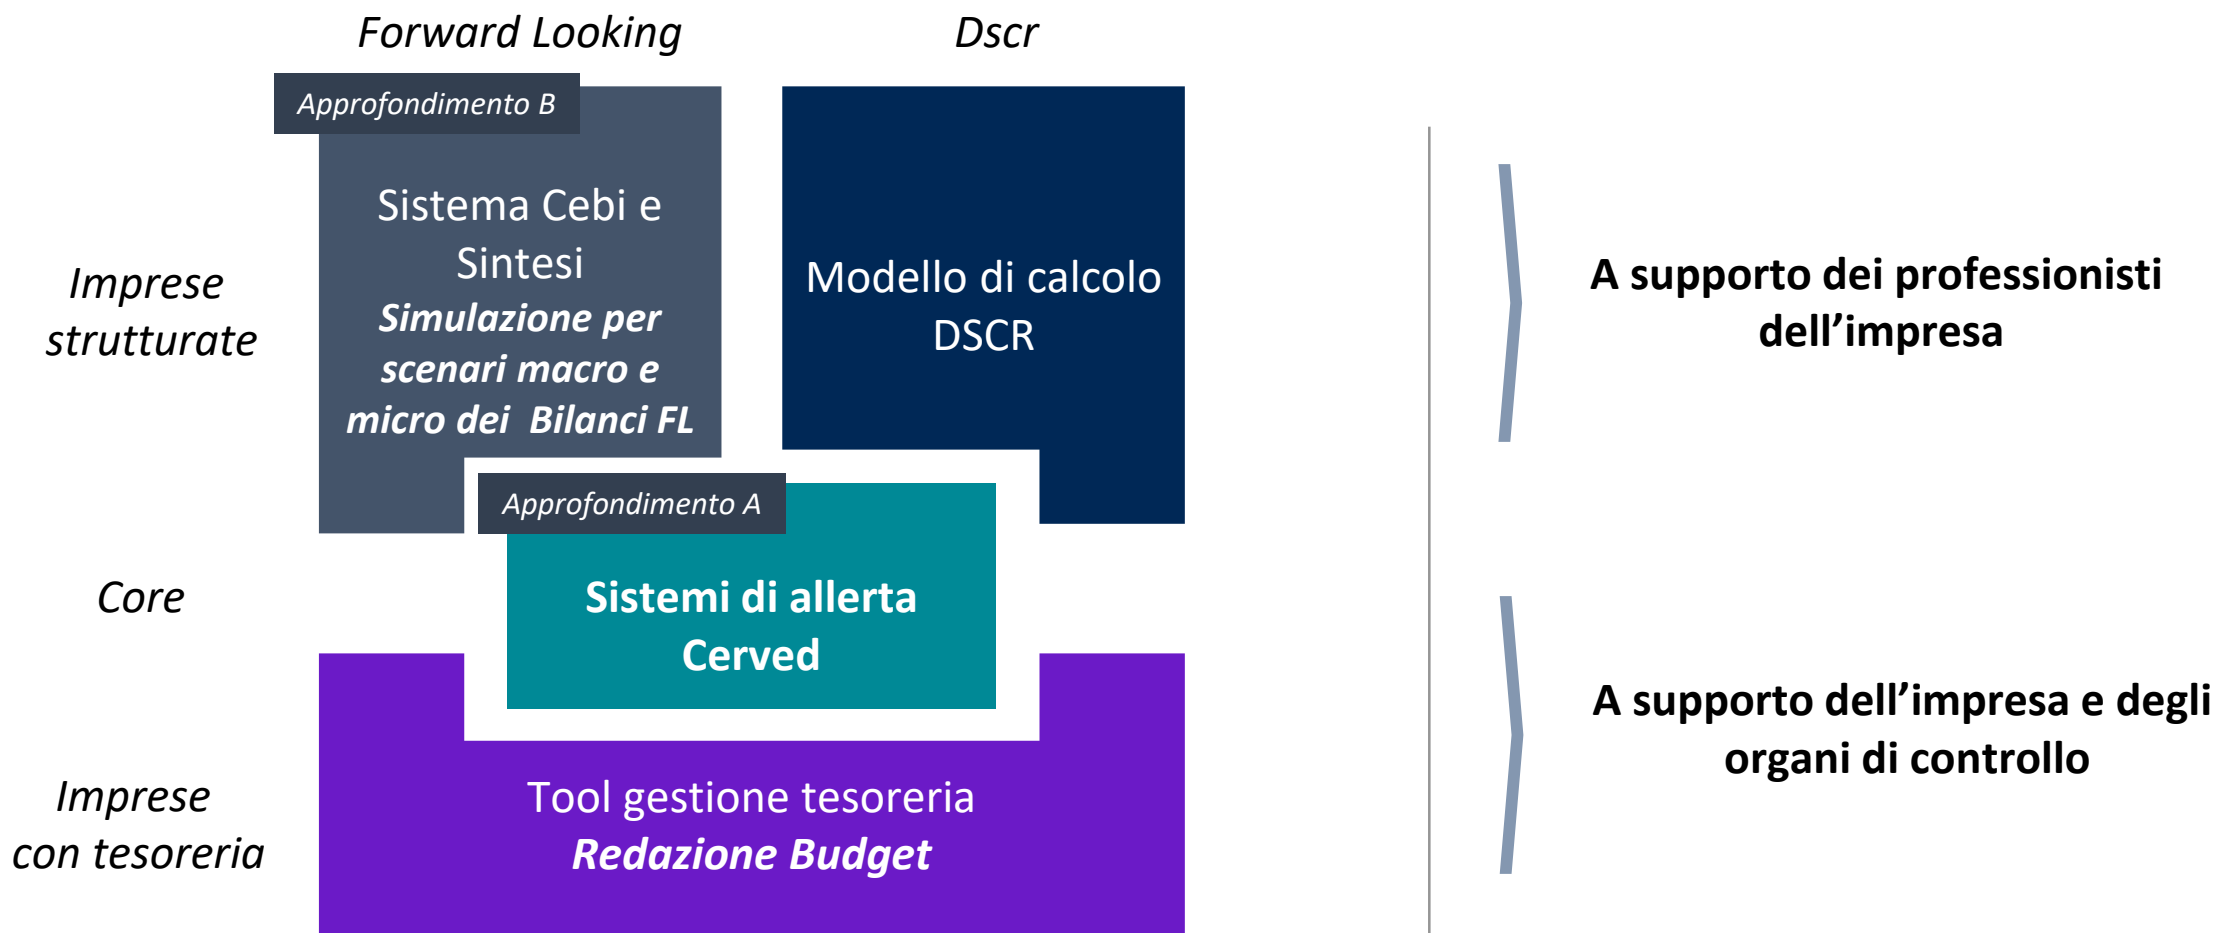 Forward Looking
Dscr
Approfondimento B
Sistema Cebi e
Sintesi
Simulazione per
scenari macro e
micro dei Bilanci FL
Modello di calcolo
DSCR
Imprese
strutturate
A supporto dei professionisti
dell’impresa
Approfondimento A
Sistemi di allerta
Cerved
Core
A supporto dell’impresa e degli
organi di controllo
Imprese
con tesoreria
Tool gestione tesoreria
Redazione Budget